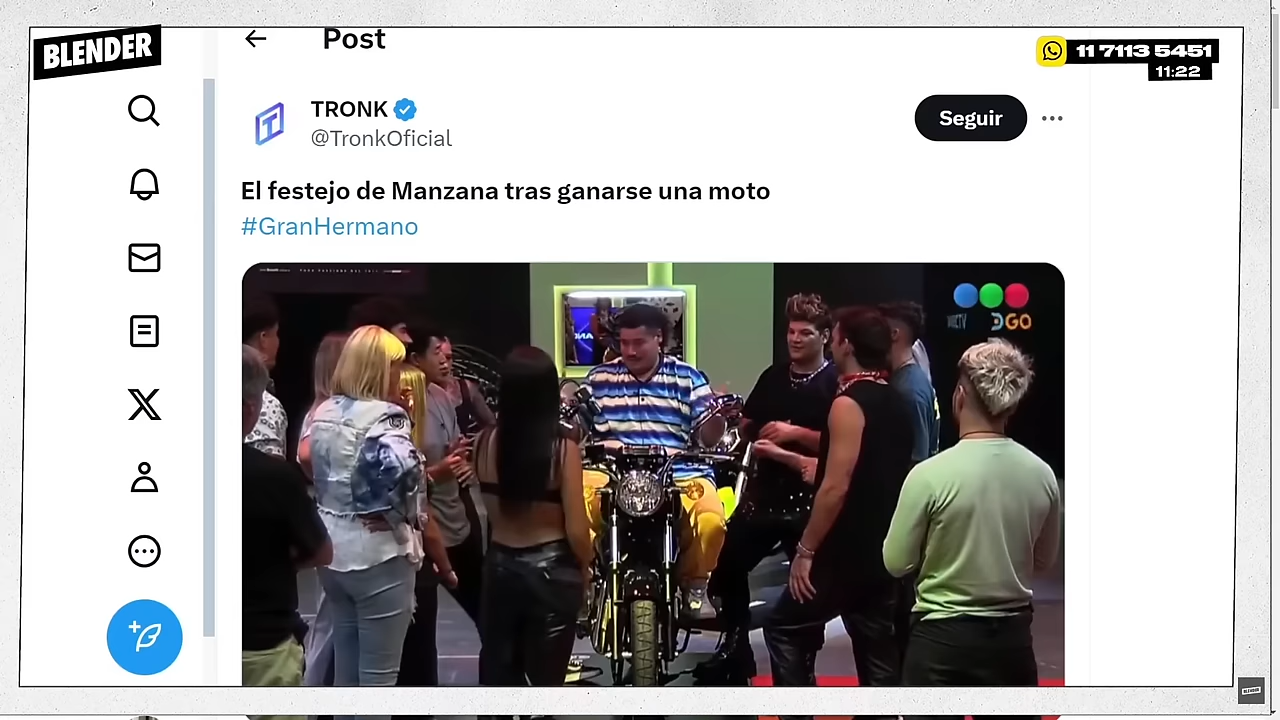 BLENDER
Post
11 7113 5451
11:22
TRONK
@TronkOficial
Seguir
El festejo de Manzana tras ganarse una moto
#GranHermano
DGO
BLENDER